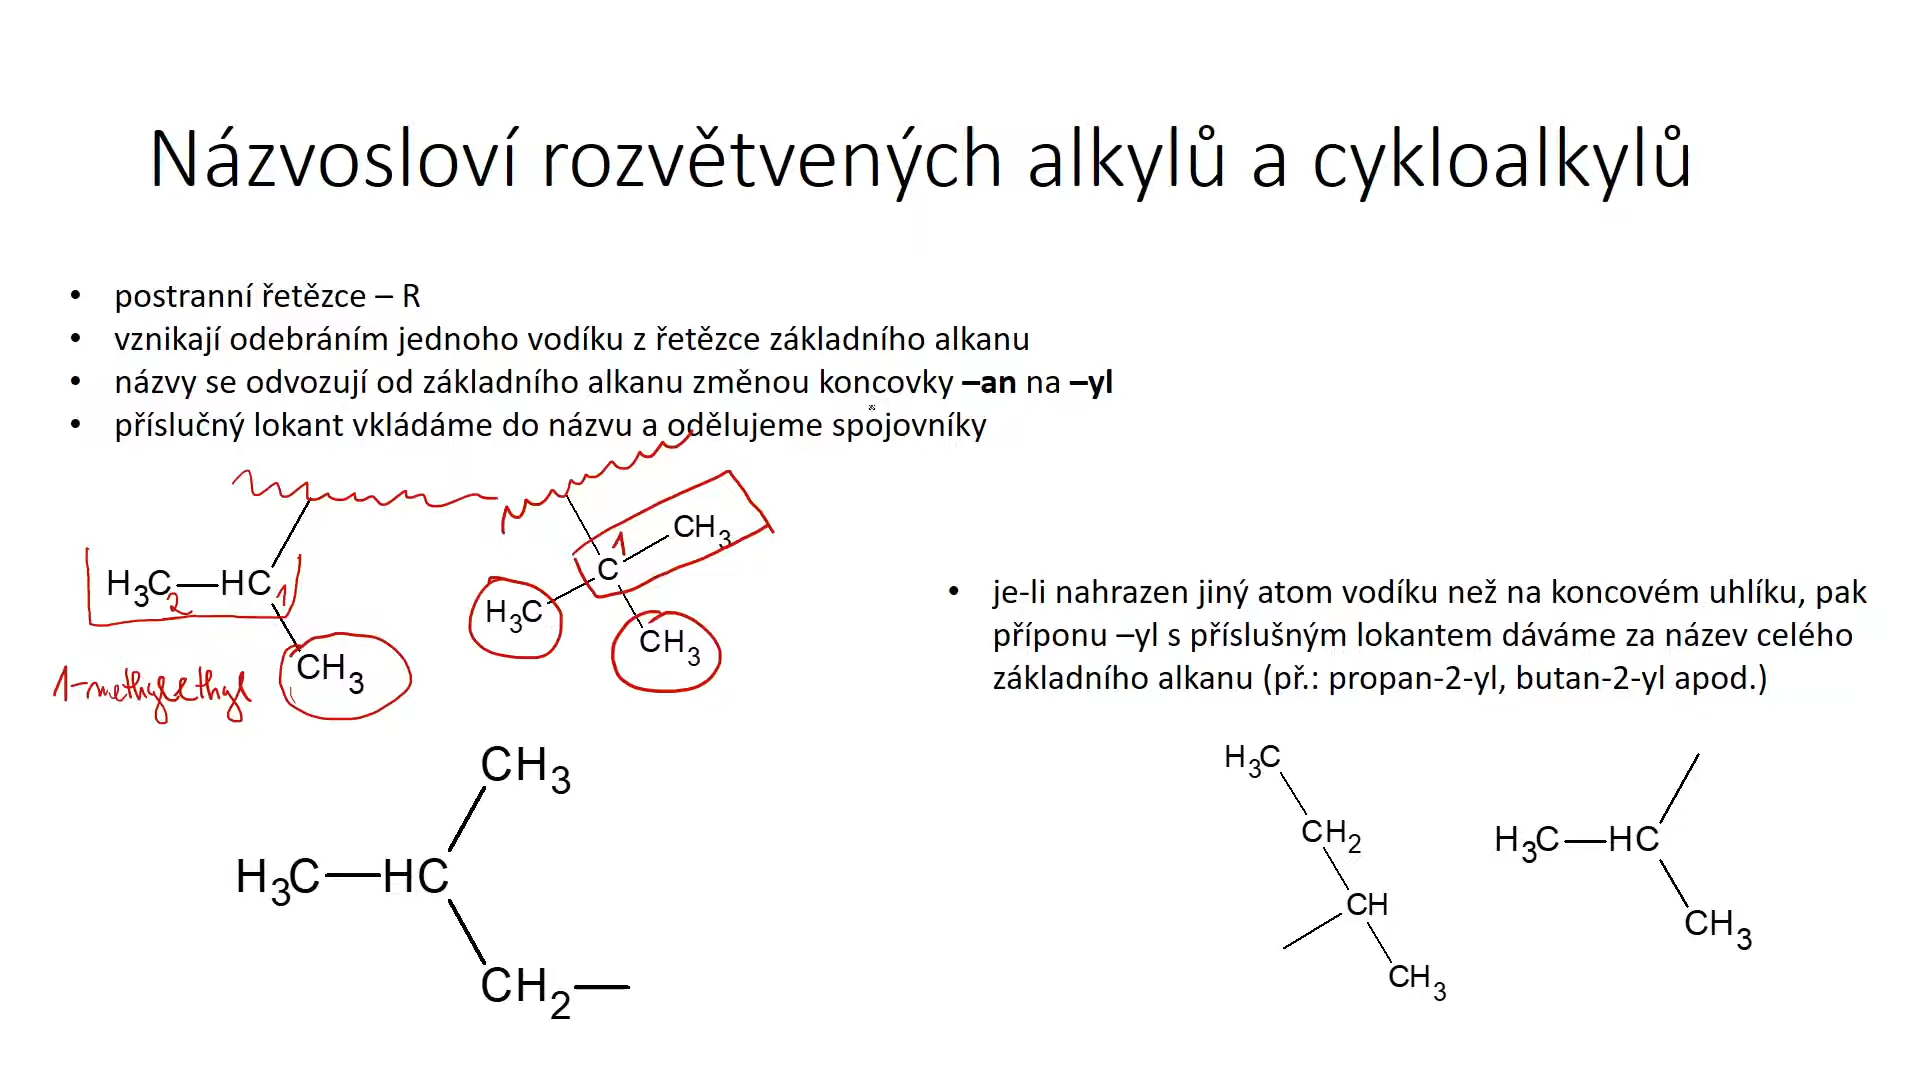 Názvosloví rozvětvených alkylů a cykloalkylů
• postranní řetězce – R
• vznikají odebráním jednoho vodíku z řetězce základního alkanu
• názvy se odvozují od základního alkanu změnou koncovky –an na –yl
• příslučný lokant vkládáme do názvu a odělujeme spojovníky
H3C—HC
2 1
CH3
1-methylethyl
1
CH3
C
H3C
CH3
• je-li nahrazen jiný atom vodíku než na koncovém uhlíku, pak
příponu –yl s příslušným lokantem dáváme za název celého
základního alkanu (př.: propan-2-yl, butan-2-yl apod.)
CH3
H3C—HC
CH2—
H3C
CH2
CH
CH3
H3C—HC
CH3